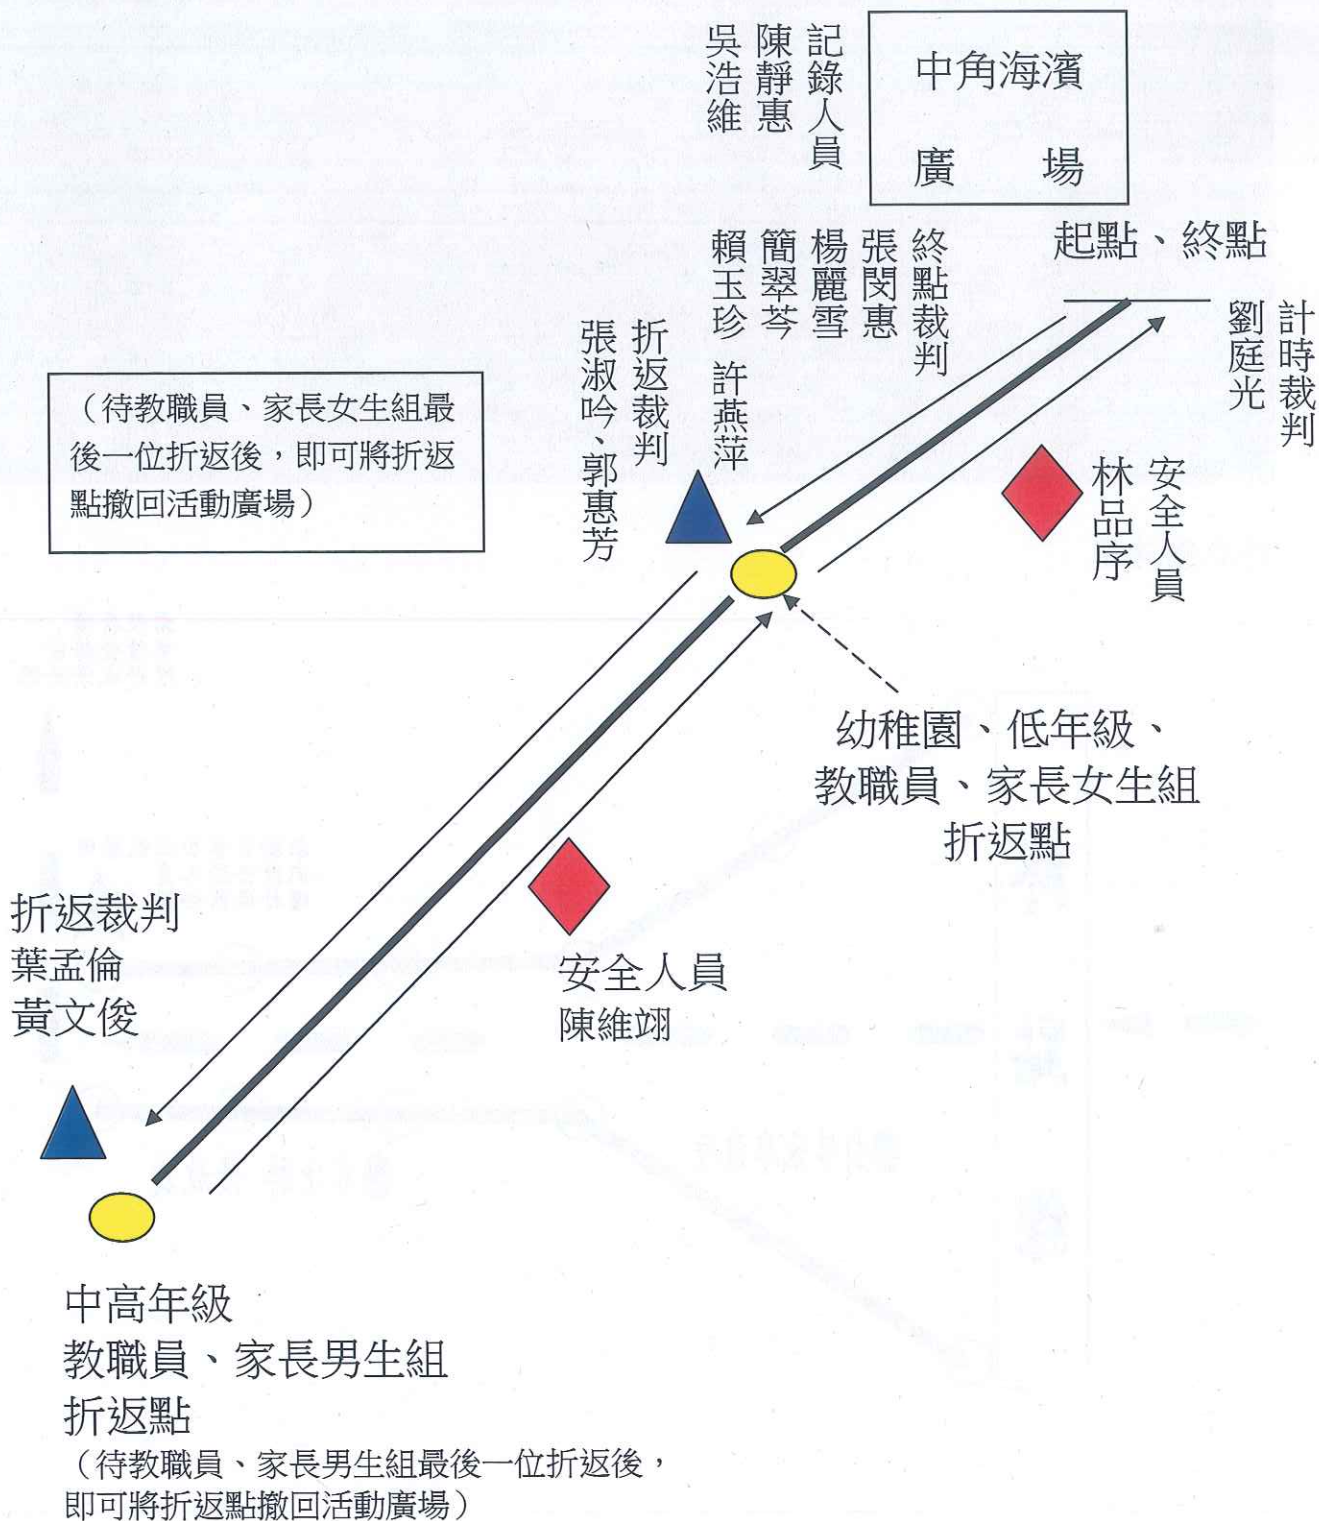 中角海濱
廣場
記錄人員
陳靜惠
吳浩維
起點、終點
計時裁判
劉庭光
終點裁判
張閔惠
楊麗雪
簡翠芩
賴玉珍 許燕萍
折返裁判
張淑吟、郭惠芳
（待教職員、家長女生組最
後一位折返後，即可將折返
點撤回活動廣場）
安全人員
林品序
幼稚園、低年級、
教職員、家長女生組
折返點
折返裁判
葉孟倫
黃文俊
安全人員
陳維翊
中高年級
教職員、家長男生組
折返點
（待教職員、家長男生組最後一位折返後，
即可將折返點撤回活動廣場）